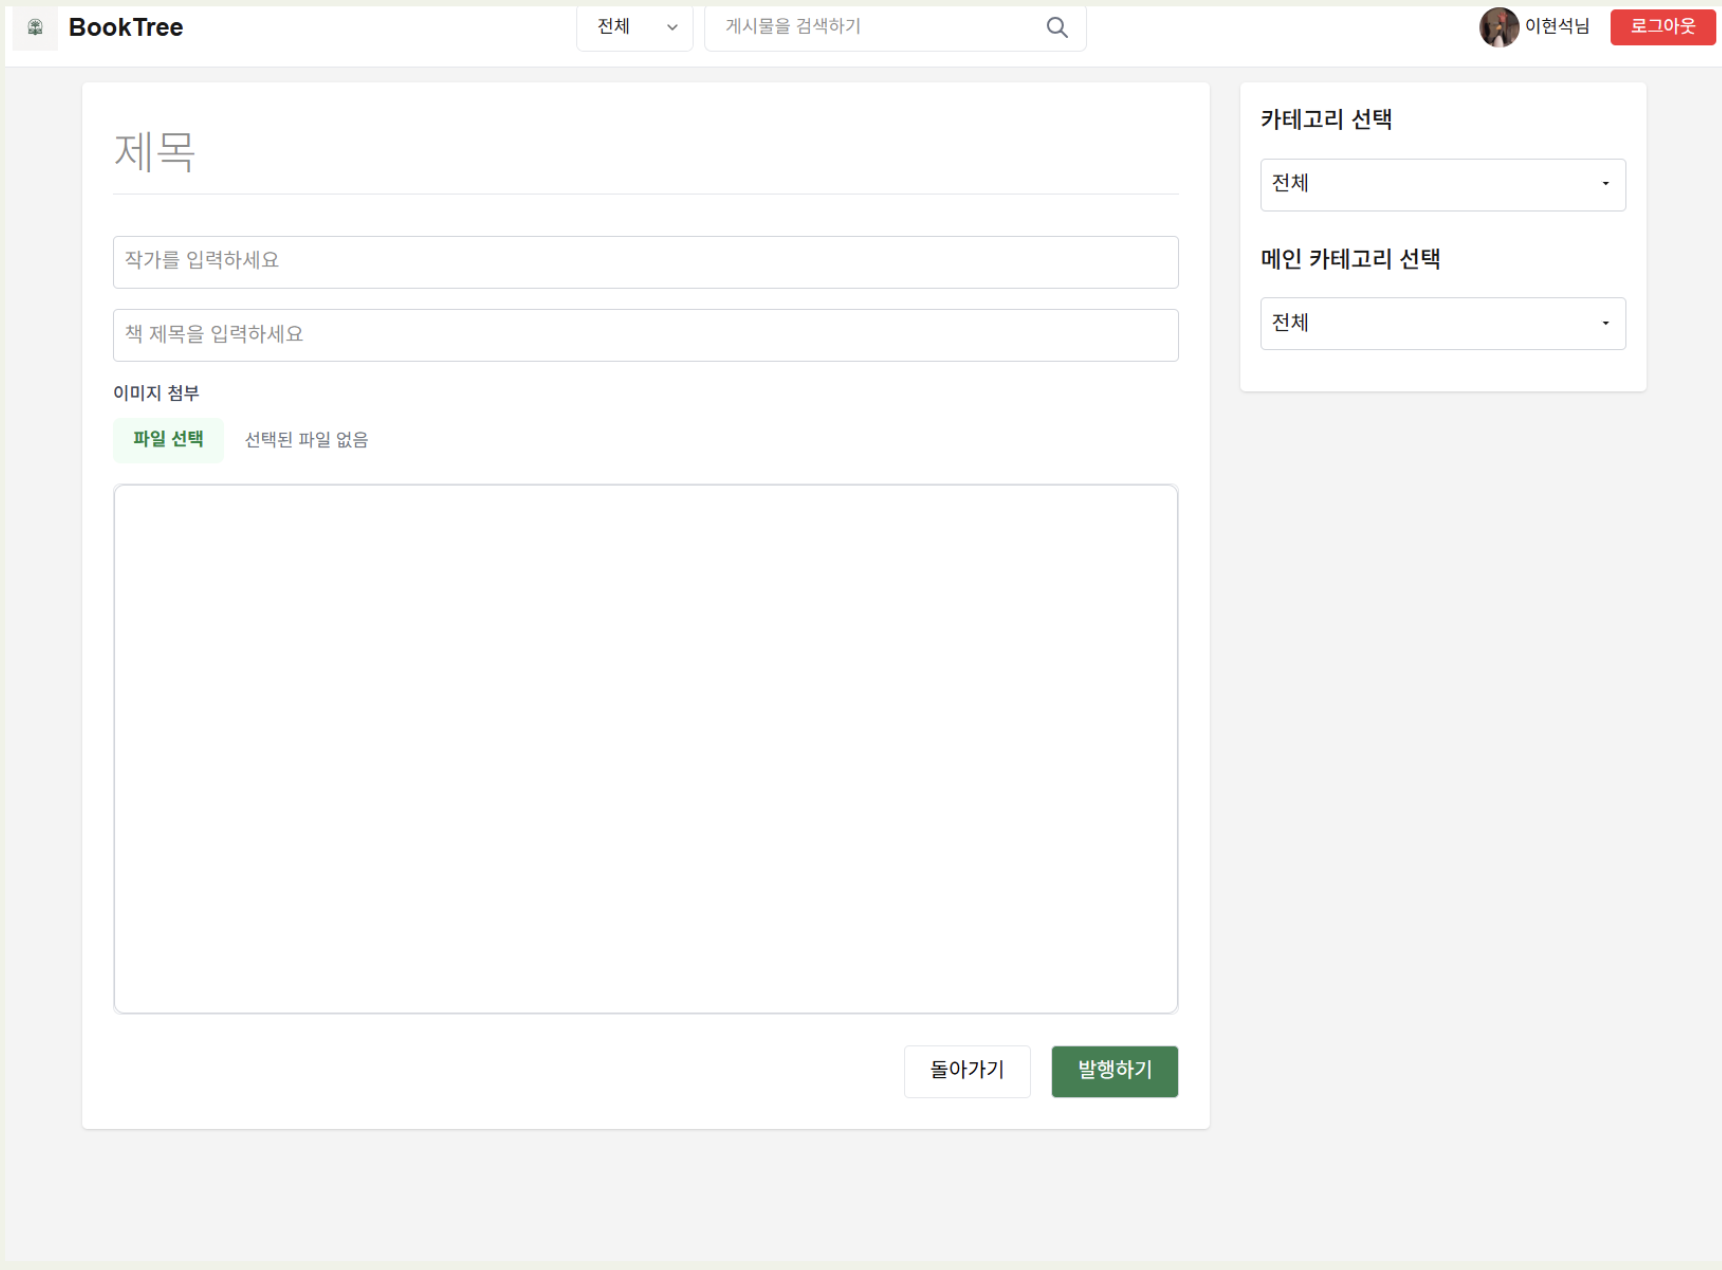 BookTree
전체
게시물을 검색하기
이현석님
로그아웃
제목
작가를 입력하세요
책 제목을 입력하세요
이미지 첨부
파일 선택
선택된 파일 없음
돌아가기
발행하기
카테고리 선택
전체
메인 카테고리 선택
전체